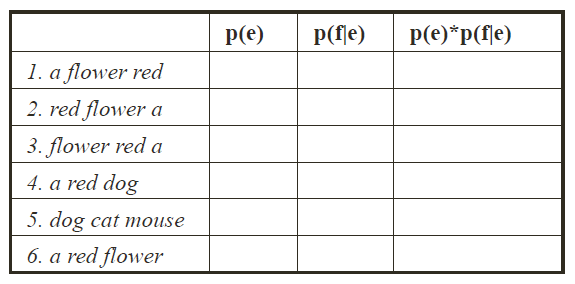 p(e) p(f|e) p(e)*p(f|e)
1. a flower red
2. red flower a
3. flower red a
4. a red dog
5. dog cat mouse
6. a red flower